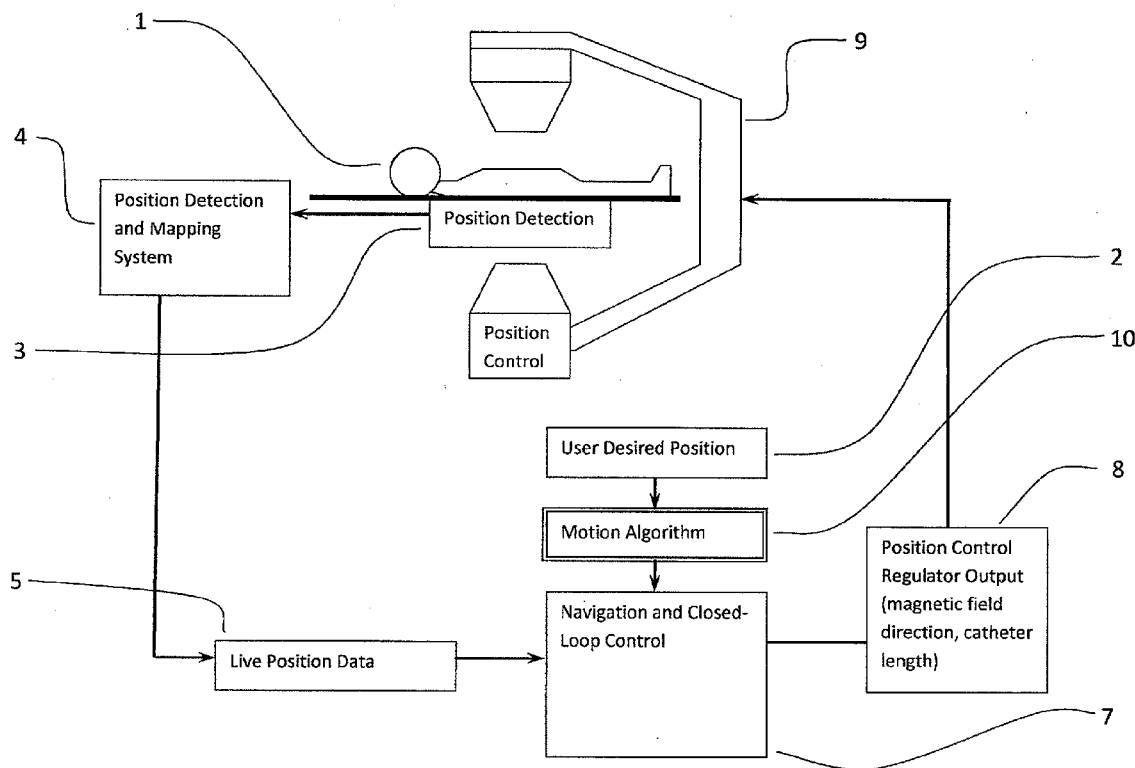 1
9
4
Position Detection
and Mapping
System
Position Detection
2
3
Position
Control
10
User Desired Position
8
Motion Algorithm
Position Control
Regulator Output
(magnetic field
direction, catheter
length)
5
Navigation and Closed-
Loop Control
Live Position Data
7